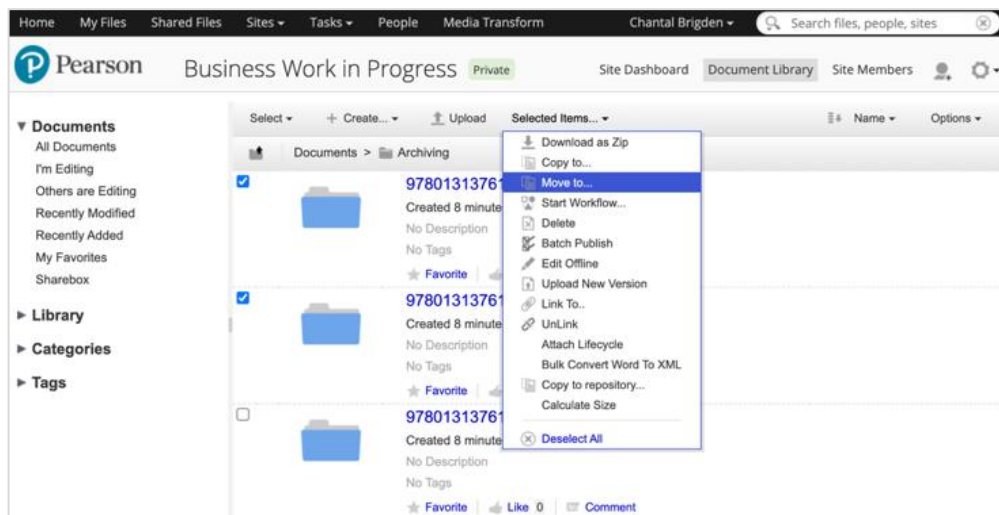 Home My Files Shared Files Sites Tasks People Media Transform Chantal Brigden Search files, people, sites
Pearson Business Work in Progress Private Site Dashboard Document Library Site Members
Select + Create... Upload Selected Items... Name Options
Documents
All Documents
I'm Editing
Others are Editing
Recently Modified
Recently Added
My Favorites
Sharebox
Library
Categories
Tags
Documents > Archiving
97801313761
Created 8 minute
No Description
No Tags
Favorite
97801313761
Created 8 minute
No Description
No Tags
Favorite
97801313761
Created 8 minute
No Description
No Tags
Favorite Like 0 Comment
Download as Zip
Copy to...
Move to...
Start Workflow...
Delete
Batch Publish
Edit Offline
Upload New Version
Link To..
UnLink
Attach Lifecycle
Bulk Convert Word To XML
Copy to repository...
Calculate Size
Deselect All